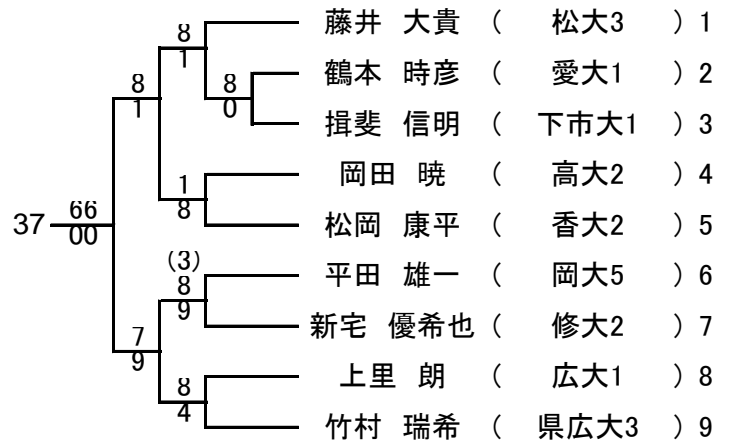 藤井 大貴 ( 松大3 ) 1
8
1
鶴本 時彦 ( 愛大1 ) 2
8
0
8
1
揖斐 信明 ( 下市大1 ) 3
岡田 暁 ( 高大2 ) 4
1
8
松岡 康平 ( 香大2 ) 5
37
66
00
平田 雄一 ( 岡大5 ) 6
(3)
8
9
新宅 優希也 ( 修大2 ) 7
7
9
上里 朗 ( 広大1 ) 8
8
4
竹村 瑞希 ( 県広大3 ) 9